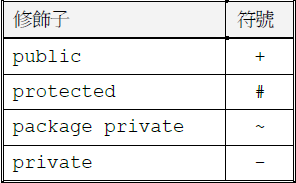 修飾子 符號
public +
protected #
package private ~
private -